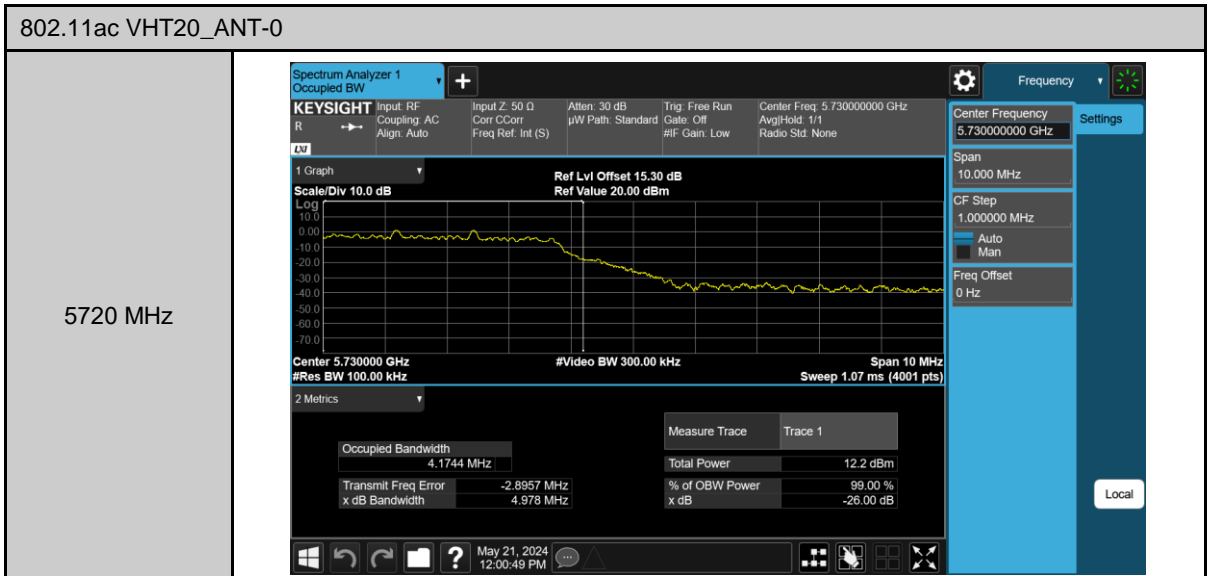 802.11ac VHT20_ANT-0
5720 MHz
Spectrum Analyzer 1
Occupied BW
Frequency
KEYSIGHT
R
LXI
Input: RF
Coupling: AC
Align: Auto
Input Z: 50 Ω
Corr CCorr
Freq Ref: Int (S)
Atten: 30 dB
µW Path: Standard
Trig: Free Run
Gate: Off
#IF Gain: Low
Center Freq: 5.730000000 GHz
Avg|Hold: 1/1
Radio Std: None
Center Frequency
5.730000000 GHz
Settings
Span
10.000 MHz
CF Step
1.000000 MHz
Auto
Man
Freq Offset
0 Hz
Local
1 Graph
Scale/Div 10.0 dB
Ref Lvl Offset 15.30 dB
Ref Value 20.00 dBm
Log
10.0
0.00
-10.0
-20.0
-30.0
-40.0
-50.0
-60.0
-70.0
Center 5.730000 GHz
#Video BW 300.00 kHz
Span 10 MHz
#Res BW 100.00 kHz
Sweep 1.07 ms (4001 pts)
2 Metrics
Measure Trace Trace 1
Occupied Bandwidth
4.1744 MHz
Total Power 12.2 dBm
Transmit Freq Error -2.8957 MHz
% of OBW Power 99.00 %
x dB Bandwidth 4.978 MHz
x dB -26.00 dB
?
May 21, 2024
12:00:49 PM